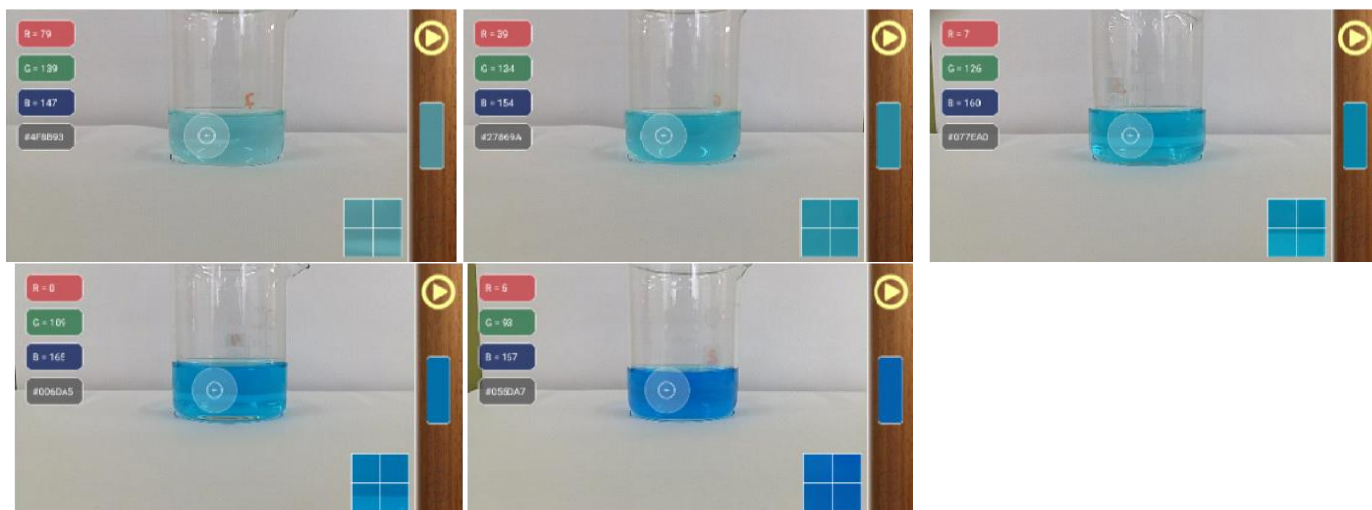 R = 79
G = 139
B = 147
#4F8B93
R = 39
G = 134
B = 154
#27869A
R = 7
G = 126
B = 160
#077EA0
R = 0
G = 109
B = 165
#006DA5
R = 5
G = 93
B = 167
#055DA7